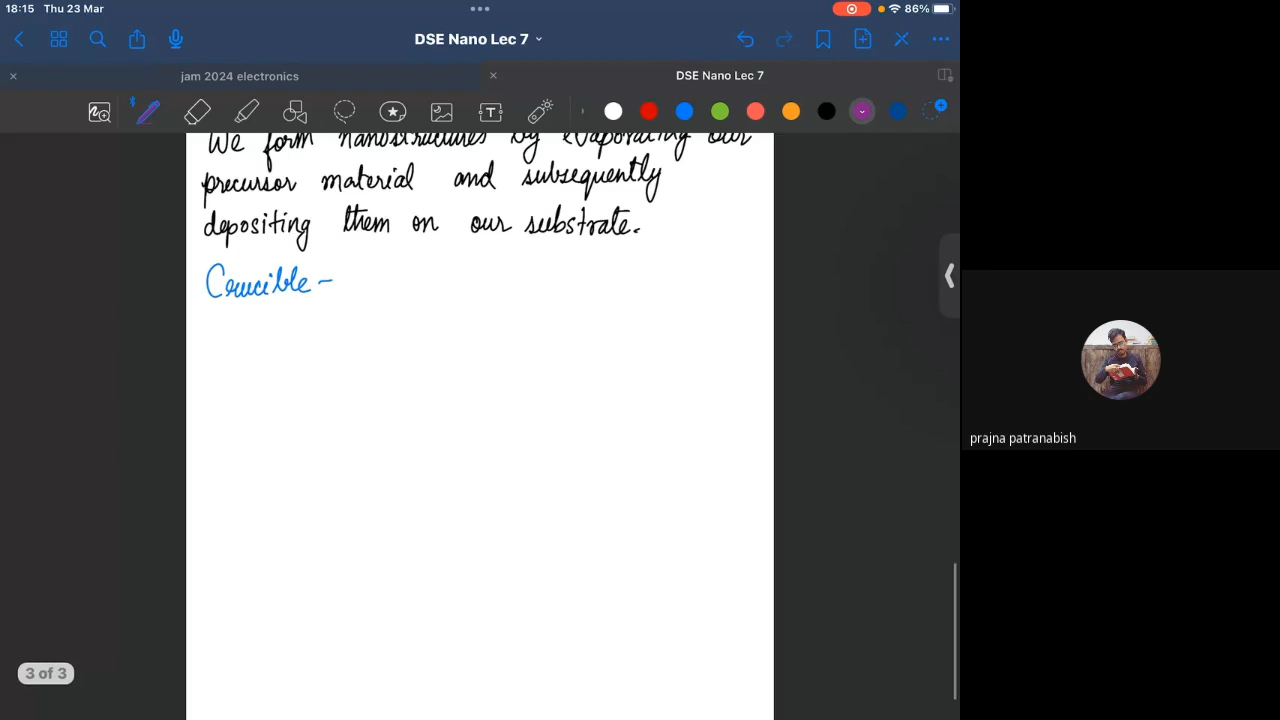 18:15 Thu 23 Mar
86%
DSE Nano Lec 7
jam 2024 electronics
DSE Nano Lec 7
We form nanostructures by evaporating our
precursor material and subsequently
depositing them on our substrate.
Crucible -
prajna patranabish
3 of 3